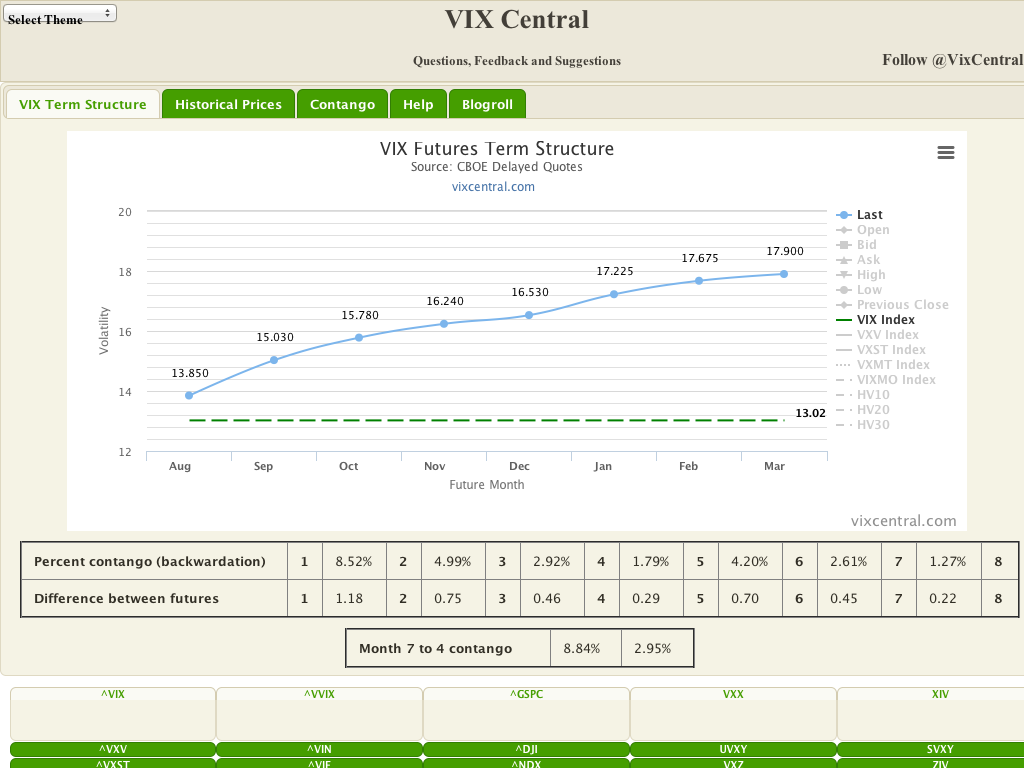 Select Theme
VIX Central
Questions, Feedback and Suggestions
Follow @VixCentral
VIX Term Structure Historical Prices Contango Help Blogroll
VIX Futures Term Structure
Source: CBOE Delayed Quotes
vixcentral.com
Volatility
20
18
16
14
12
13.850
15.030
15.780
16.240
16.530
17.225
17.675
17.900
13.02
Aug Sep Oct Nov Dec Jan Feb Mar
Future Month
Last
Open
Bid
Ask
High
Low
Previous Close
VIX Index
VXV Index
VXST Index
VXMT Index
VIXMO Index
HV10
HV20
HV30
vixcentral.com
Percent contango (backwardation) 1 8.52% 2 4.99% 3 2.92% 4 1.79% 5 4.20% 6 2.61% 7 1.27% 8
Difference between futures 1 1.18 2 0.75 3 0.46 4 0.29 5 0.70 6 0.45 7 0.22 8
Month 7 to 4 contango 8.84% 2.95%
^VIX ^VVIX ^GSPC VXX XIV
^VXV ^VIN ^DJI UVXY SVXY
^VXST ^VIF ^NDX VXZ ZIV